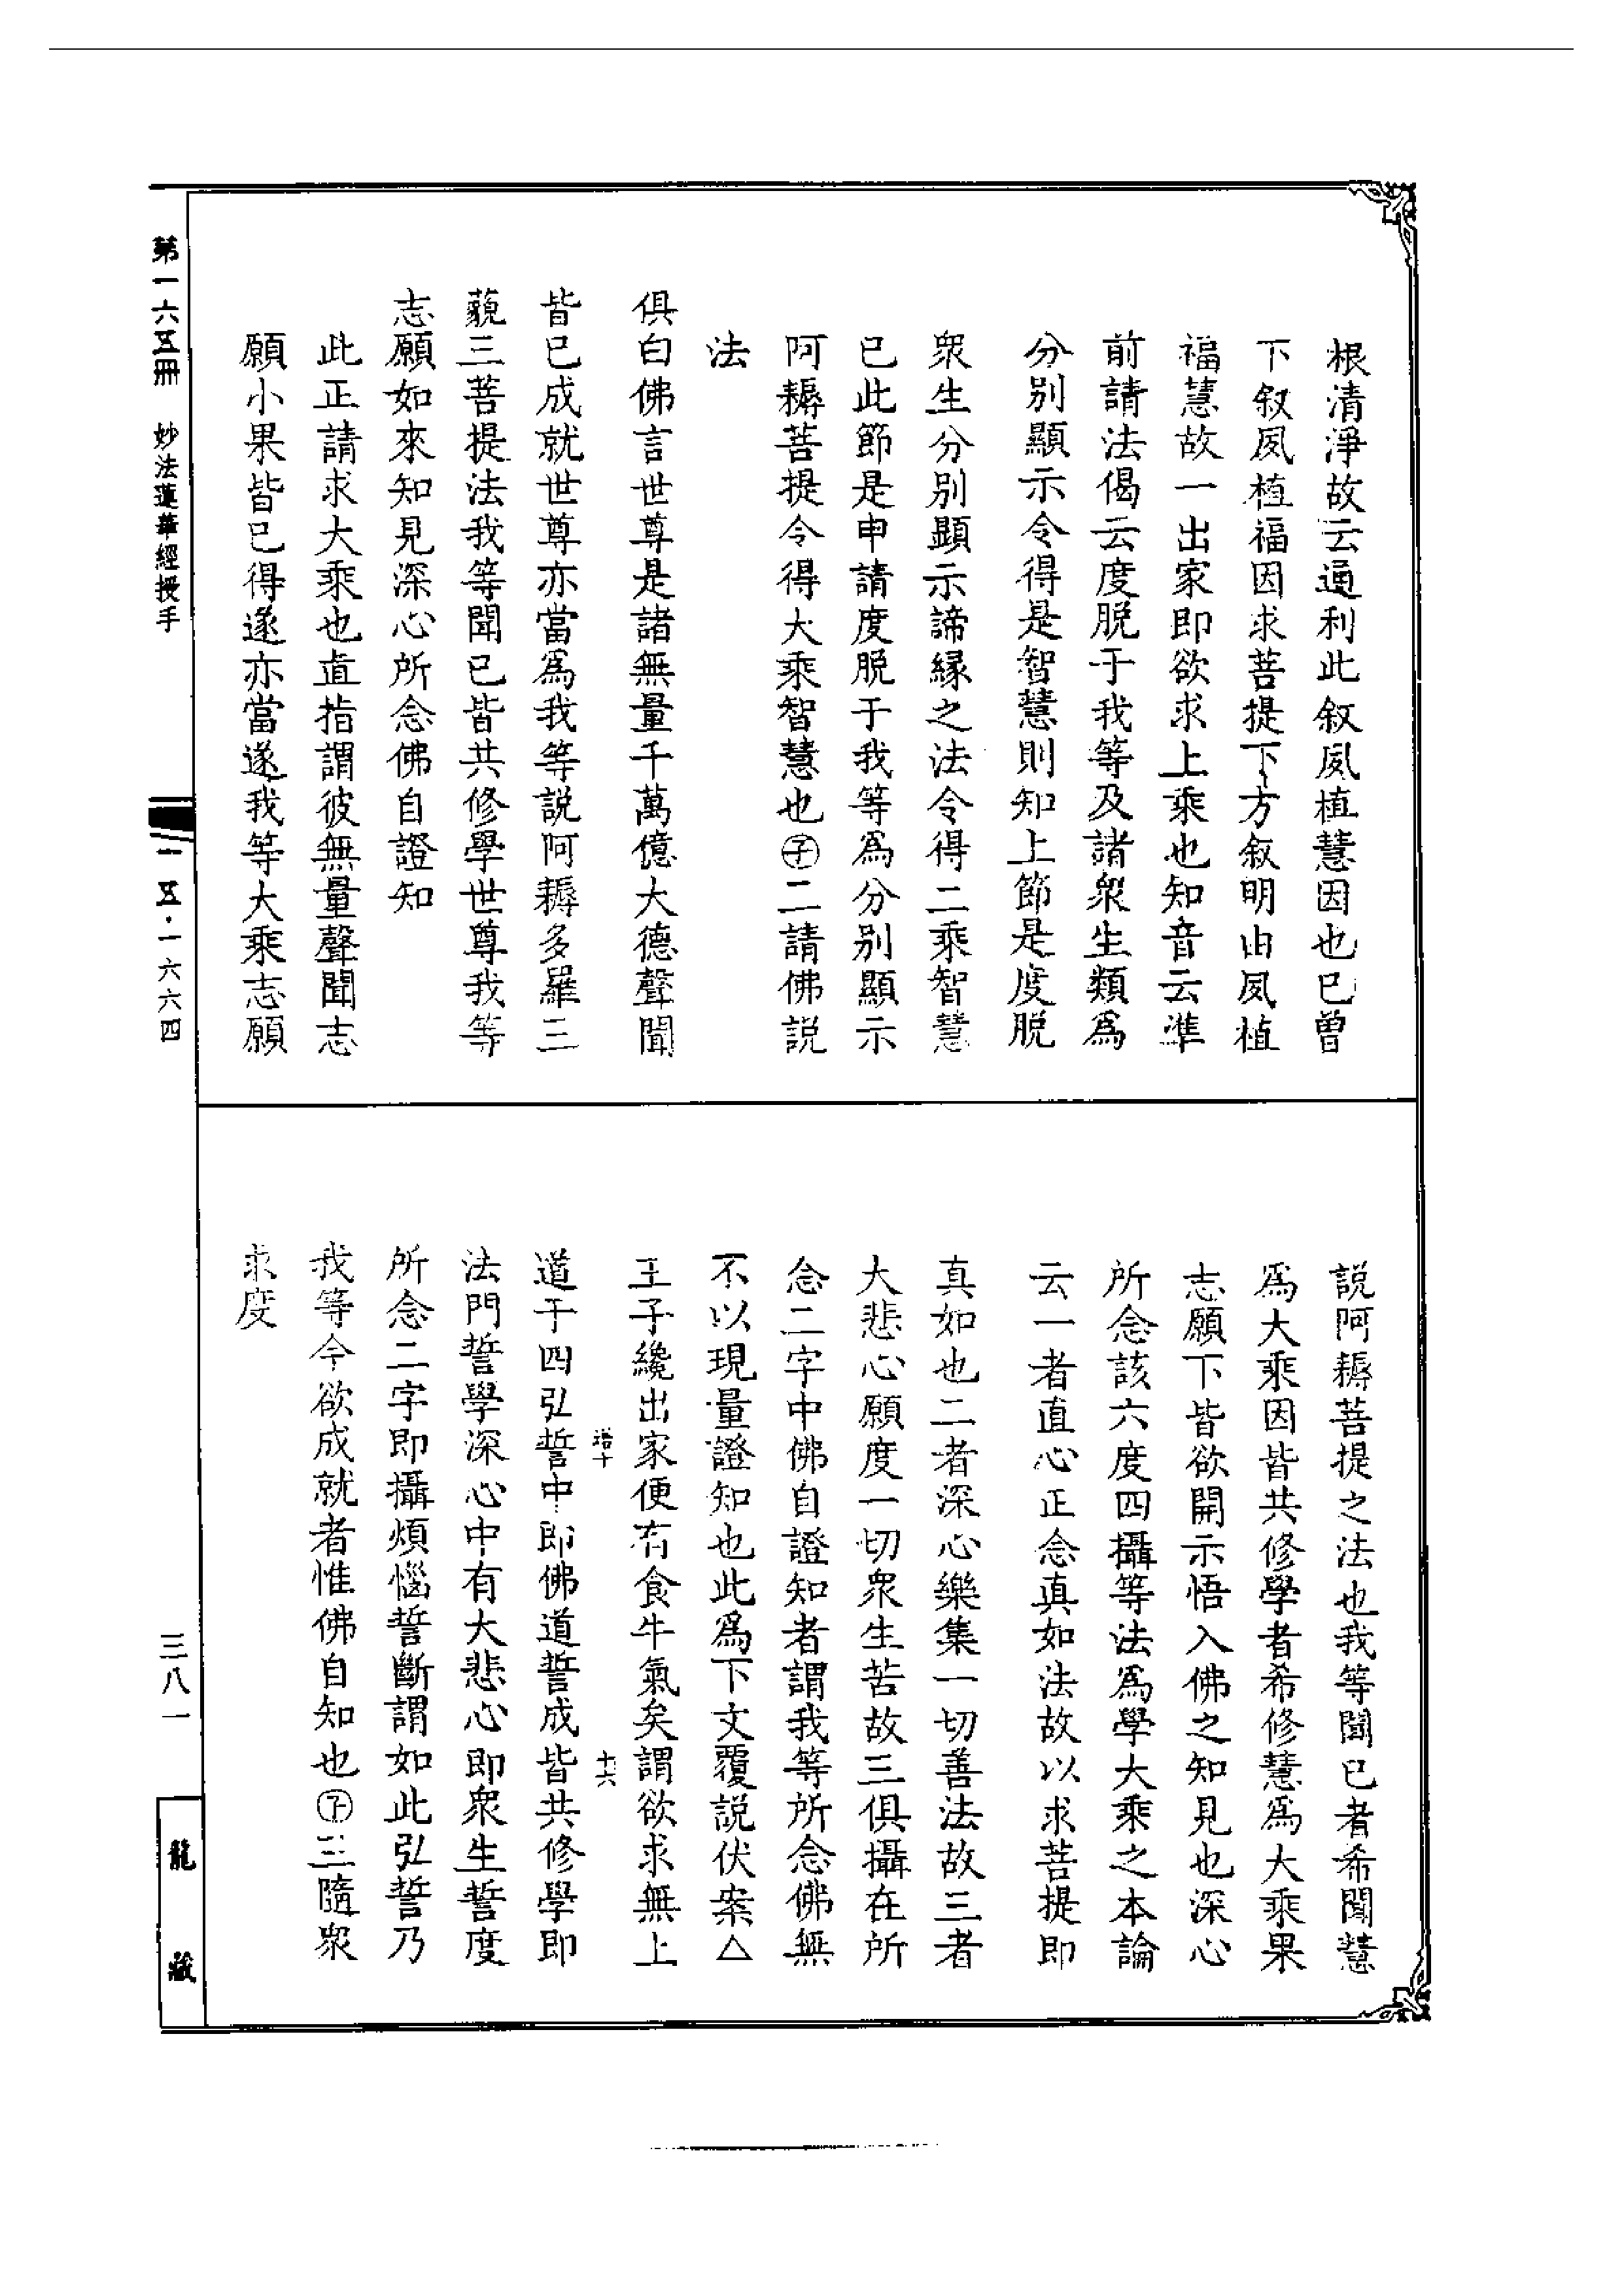 根清淨故云通利此叙夙植慧因也已曾
下叙夙植福因求菩提下方叙明由夙植
福慧故一出家即欲求上乘也知音云準
前請法偈云度脱于我等及諸衆生類爲
分别顯示令得是智慧則知上節是度脱
衆生分别顯示諦緣之法令得二乘智慧
已此節是申請度脱于我等爲分别顯示
阿耨菩提令得大乘智慧也㊕二請佛説
法
俱白佛言世尊是諸無量千萬億大德聲聞
皆已成就世尊亦當爲我等説阿耨多羅三
藐三菩提法我等聞已皆共修學世尊我等
志願如來知見深心所念佛自證知
此正請求大乘也直指謂彼無量聲聞志
願小果皆已得遂亦當遂我等大乘志願
説阿耨菩提之法也我等聞已者希聞慧
爲大乘因皆共修學者希修慧爲大乘果
志願下皆欲開示悟入佛之知見也深心
所念該六度四攝等法爲學大乘之本論
云一者直心正念真如法故以求菩提即
真如也二者深心樂集一切善法故三者
大悲心願度一切衆生苦故三俱攝在所
念二字中佛自證知者謂我等所念佛無
不以現量證知也此爲下文覆説伏案△
王子纔出家便有食牛氣矣謂欲求無上
道于四弘誓中即佛道誓成皆共修學即
法門誓學深心中有大悲心即衆生誓度
所念二字即攝煩惱誓斷謂如此弘誓乃
我等今欲成就者惟佛自知也㊕三隨衆
求度
十六
第一六五冊 妙法蓮華經授手
一一五·一六六四
三八一
龍藏